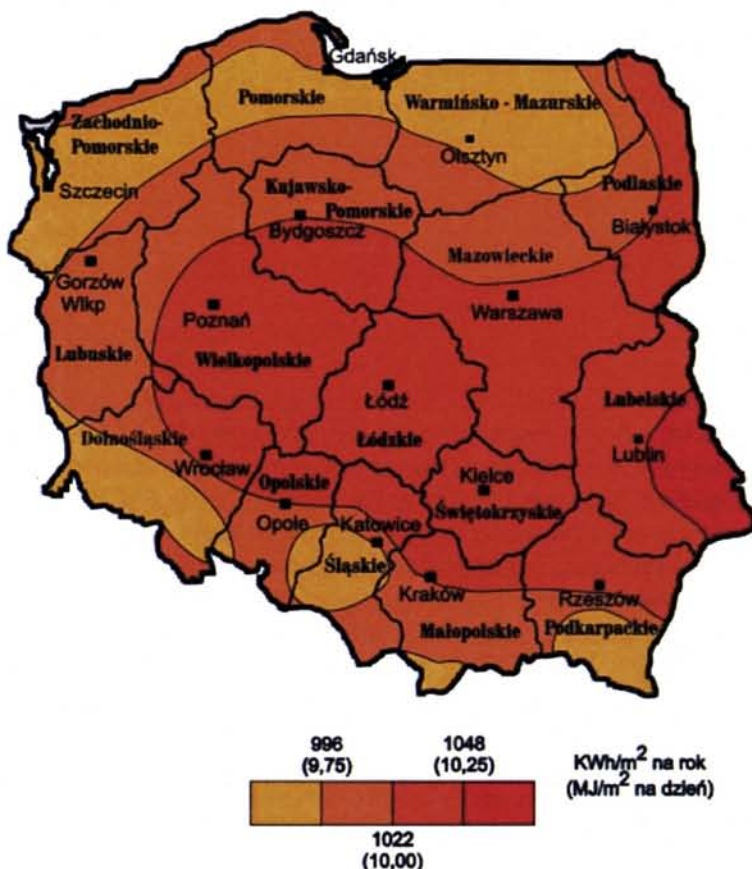 Gdańsk
Pomorskie
Warmińsko - Mazurskie
Zachodnio-
Pomorskie
Olsztyn
Szczecin
Kujawsko-
Pomorskie
Podlaskie
Bydgoszcz
Białystok
Mazowieckie
Gorzów
Wlkp
Poznań
Warszawa
Lubuskie
Wielkopolskie
Łódź
Łódzkie
Lubelskie
Lublin
Dolnośląskie
Wrocław
Opolskie
Opole
Kielce
Świętokrzyskie
Katowice
Śląskie
Kraków
Rzeszów
Małopolskie
Podkarpackie
996
(9,75)
1048
(10,25)
KWh/m² na rok
(MJ/m² na dzień)
1022
(10,00)